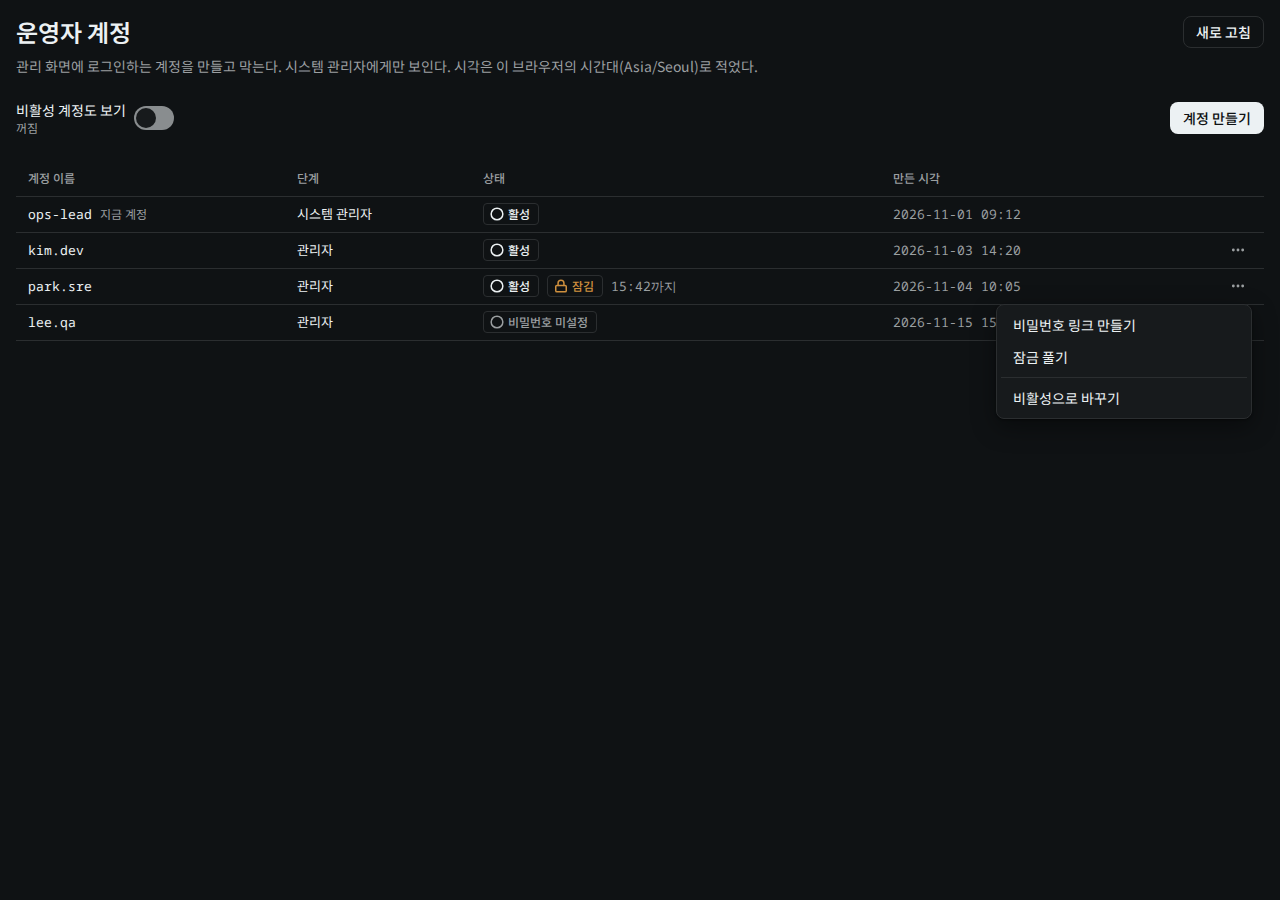 운영자 계정
새로 고침
관리 화면에 로그인하는 계정을 만들고 막는다. 시스템 관리자에게만 보인다. 시각은 이 브라우저의 시간대(Asia/Seoul)로 적었다.
비활성 계정도 보기
꺼짐
계정 만들기
계정 이름 단계 상태 만든 시각
ops-lead 지금 계정 시스템 관리자 활성 2026-11-01 09:12
kim.dev 관리자 활성 2026-11-03 14:20
park.sre 관리자 활성 잠김 15:42까지 2026-11-04 10:05
lee.qa 관리자 비밀번호 미설정 2026-11-15 15
비밀번호 링크 만들기
잠금 풀기
비활성으로 바꾸기